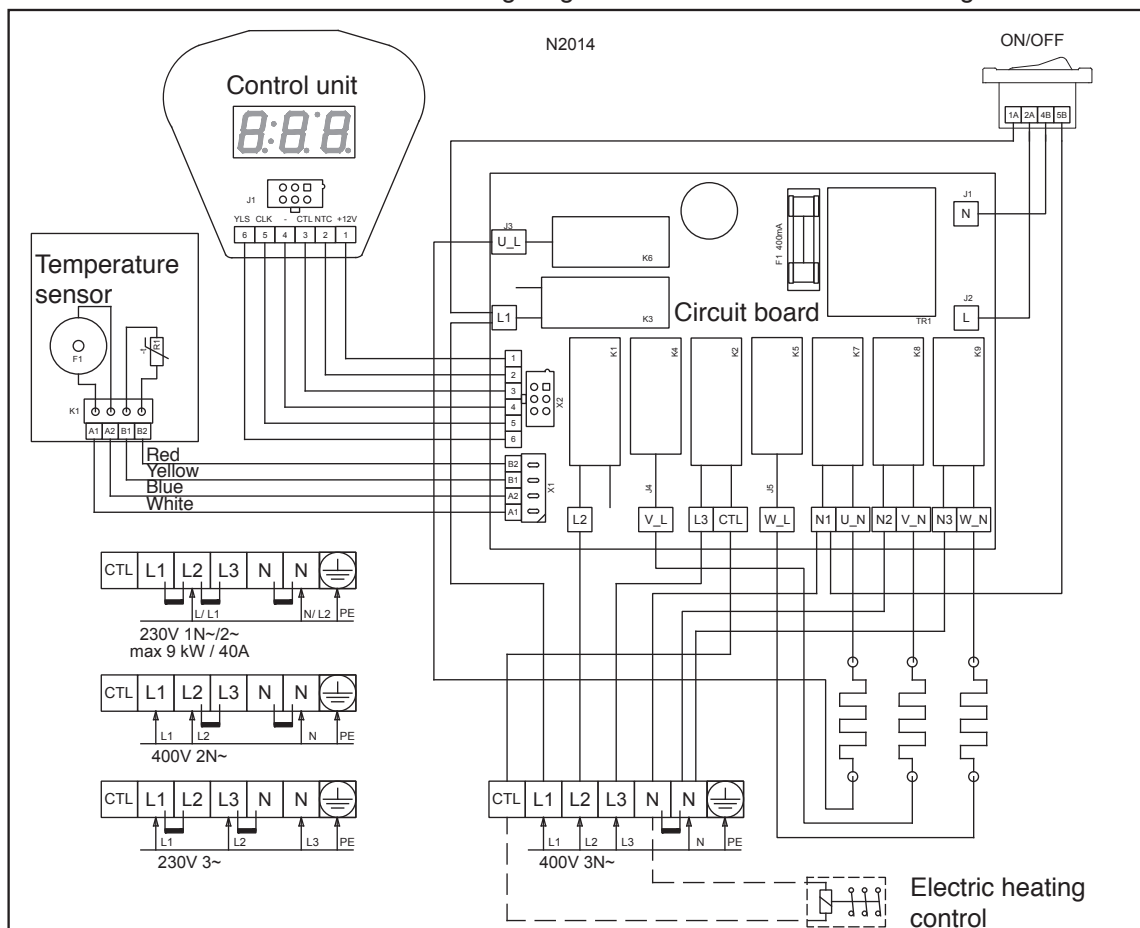 N2014
ON/OFF
Control unit
8:8.8
J1
YLS CLK - CTL NTC +12V
6 5 4 3 2 1
1A 2A 4B 5B
Temperature
sensor
F1
R1
-t
K1
A1 A2 B1 B2
Red
Yellow
Blue
White
J3
U_L
K6
L1
K3
Circuit board
F1 400mA
TR1
J1
N
J2
L
1
2
3
4
5
6
X2
B2
B1
A2
A1
X1
K1
K4
K2
K5
K7
K8
K9
J4
J5
L2
V_L
L3 CTL
W_L
N1 U_N
N2 V_N
N3 W_N
CTL L1 L2 L3 N N
L/ L1 N/ L2 PE
230V 1N~/2~
max 9 kW / 40A
CTL L1 L2 L3 N N
L1 L2 N PE
400V 2N~
CTL L1 L2 L3 N N
L1 L2 L3 PE
230V 3~
CTL L1 L2 L3 N N
L1 L2 L3 N PE
400V 3N~
Electric heating
control